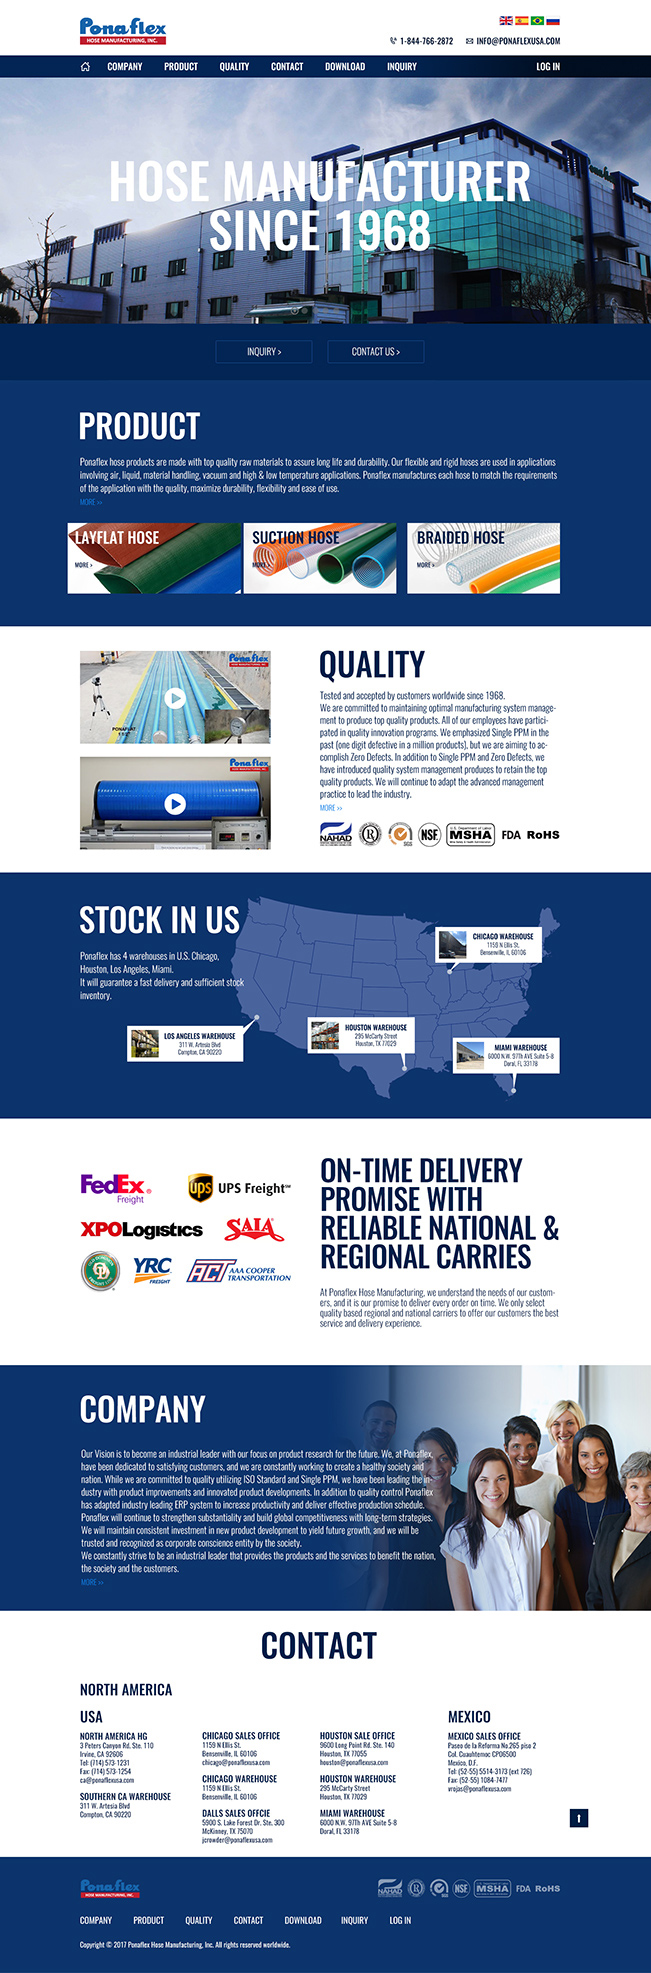 Ponaflex
HOSE MANUFACTURING, INC.
1-844-766-2872 INFO@PONAFLEXUSA.COM
COMPANY PRODUCT QUALITY CONTACT DOWNLOAD INQUIRY LOG IN
HOSE MANUFACTURER
SINCE 1968
INQUIRY > CONTACT US >
PRODUCT
Ponaflex hose products are made with top quality raw materials to assure long life and durability. Our flexible and rigid hoses are used in applications
involving air, liquid, material handling, vacuum and high & low temperature applications. Ponaflex manufactures each hose to match the requirements
of the application with the quality, maximize durability, flexibility and ease of use.
MORE >>
LAYFLAT HOSE
MORE >
SUCTION HOSE
MORE >
BRAIDED HOSE
MORE >
Ponaflex
HOSE MANUFACTURING, INC.
PONAFLAT
Ponaflex
HOSE MANUFACTURING, INC.
QUALITY
Tested and accepted by customers worldwide since 1968.
We are committed to maintaining optimal manufacturing system manage-
ment to produce top quality products. All of our employees have partici-
pated in quality innovation programs. We emphasized Single PPM in the
past (one digit defective in a million products), but we are aiming to ac-
complish Zero Defects. In addition to Single PPM and Zero Defects, we
have introduced quality system management produces to retain the top
quality products. We will continue to adapt the advanced management
practice to lead the industry.
MORE >>
NAHAD R SGS NSF U.S. Department of Labor MSHA FDA RoHS
STOCK IN US
Ponaflex has 4 warehouses in U.S. Chicago,
Houston, Los Angeles, Miami.
It will guarantee a fast delivery and sufficient stock
inventory.
CHICAGO WAREHOUSE
1159 N Ellis St.
Bensenville, IL 60106
LOS ANGELES WAREHOUSE
311 W. Artesia Blvd
Compton, CA 90220
HOUSTON WAREHOUSE
295 McCarty Street
Houston, TX 77029
MIAMI WAREHOUSE
6000 N.W. 97Th AVE Suite 5-8
Doral, FL 33178
FedEx
Freight
ups UPS Freight℠
XPOLogistics
SAIA
OLD DOMINION FREIGHT LINE
YRC
FREIGHT
ACT AAA COOPER
TRANSPORTATION
ON-TIME DELIVERY
PROMISE WITH
RELIABLE NATIONAL &
REGIONAL CARRIES
At Ponaflex Hose Manufacturing, we understand the needs of our custom-
ers, and it is our promise to deliver every order on time. We only select
quality based regional and national carriers to offer our customers the best
service and delivery experience.
COMPANY
Our Vision is to become an industrial leader with our focus on product research for the future. We, at Ponaflex,
have been dedicated to satisfying customers, and we are constantly working to create a healthy society and
nation. While we are committed to quality utilizing ISO Standard and Single PPM, we have been leading the in-
dustry with product improvements and innovated product developments. In addition to quality control Ponaflex
has adapted industry leading ERP system to increase productivity and deliver effective production schedule.
Ponaflex will continue to strengthen substantiality and build global competitiveness with long-term strategies.
We will maintain consistent investment in new product development to yield future growth, and we will be
trusted and recognized as corporate conscience entity by the society.
We constantly strive to be an industrial leader that provides the products and the services to benefit the nation,
the society and the customers.
MORE >>
CONTACT
NORTH AMERICA
USA
NORTH AMERICA HG
3 Peters Canyon Rd. Ste. 110
Irvine, CA 92606
Tel: (714) 573-1231
Fax: (714) 573-1254
ca@ponaflexusa.com
SOUTHERN CA WAREHOUSE
311 W. Artesia Blvd
Compton, CA 90220
CHICAGO SALES OFFICE
1159 N Ellis St.
Bensenville, IL 60106
chicago@ponaflexusa.com
CHICAGO WAREHOUSE
1159 N Ellis St.
Bensenville, IL 60106
DALLS SALES OFFCIE
5900 S. Lake Forest Dr. Ste. 300
McKinney, TX 75070
jcrowder@ponaflexusa.com
HOUSTON SALE OFFICE
9600 Long Point Rd. Ste. 140
Houston, TX 77055
houston@ponaflexusa.com
HOUSTON WAREHOUSE
295 McCarty Street
Houston, TX 77029
MIAMI WAREHOUSE
6000 N.W. 97Th AVE Suite 5-8
Doral, FL 33178
MEXICO
MEXICO SALES OFFICE
Paseo de la Reforma No.265 piso 2
Col. Cuauhtemoc CP06500
Mexico, D.F.
Tel: (52-55) 5514-3173 (ext 726)
Fax: (52-55) 1084-7477
vrojas@ponaflexusa.com
Ponaflex
HOSE MANUFACTURING, INC.
NAHAD R SGS NSF MSHA FDA RoHS
COMPANY PRODUCT QUALITY CONTACT DOWNLOAD INQUIRY LOG IN
Copyright © 2017 Ponaflex Hose Manufacturing, Inc. All rights reserved worldwide.